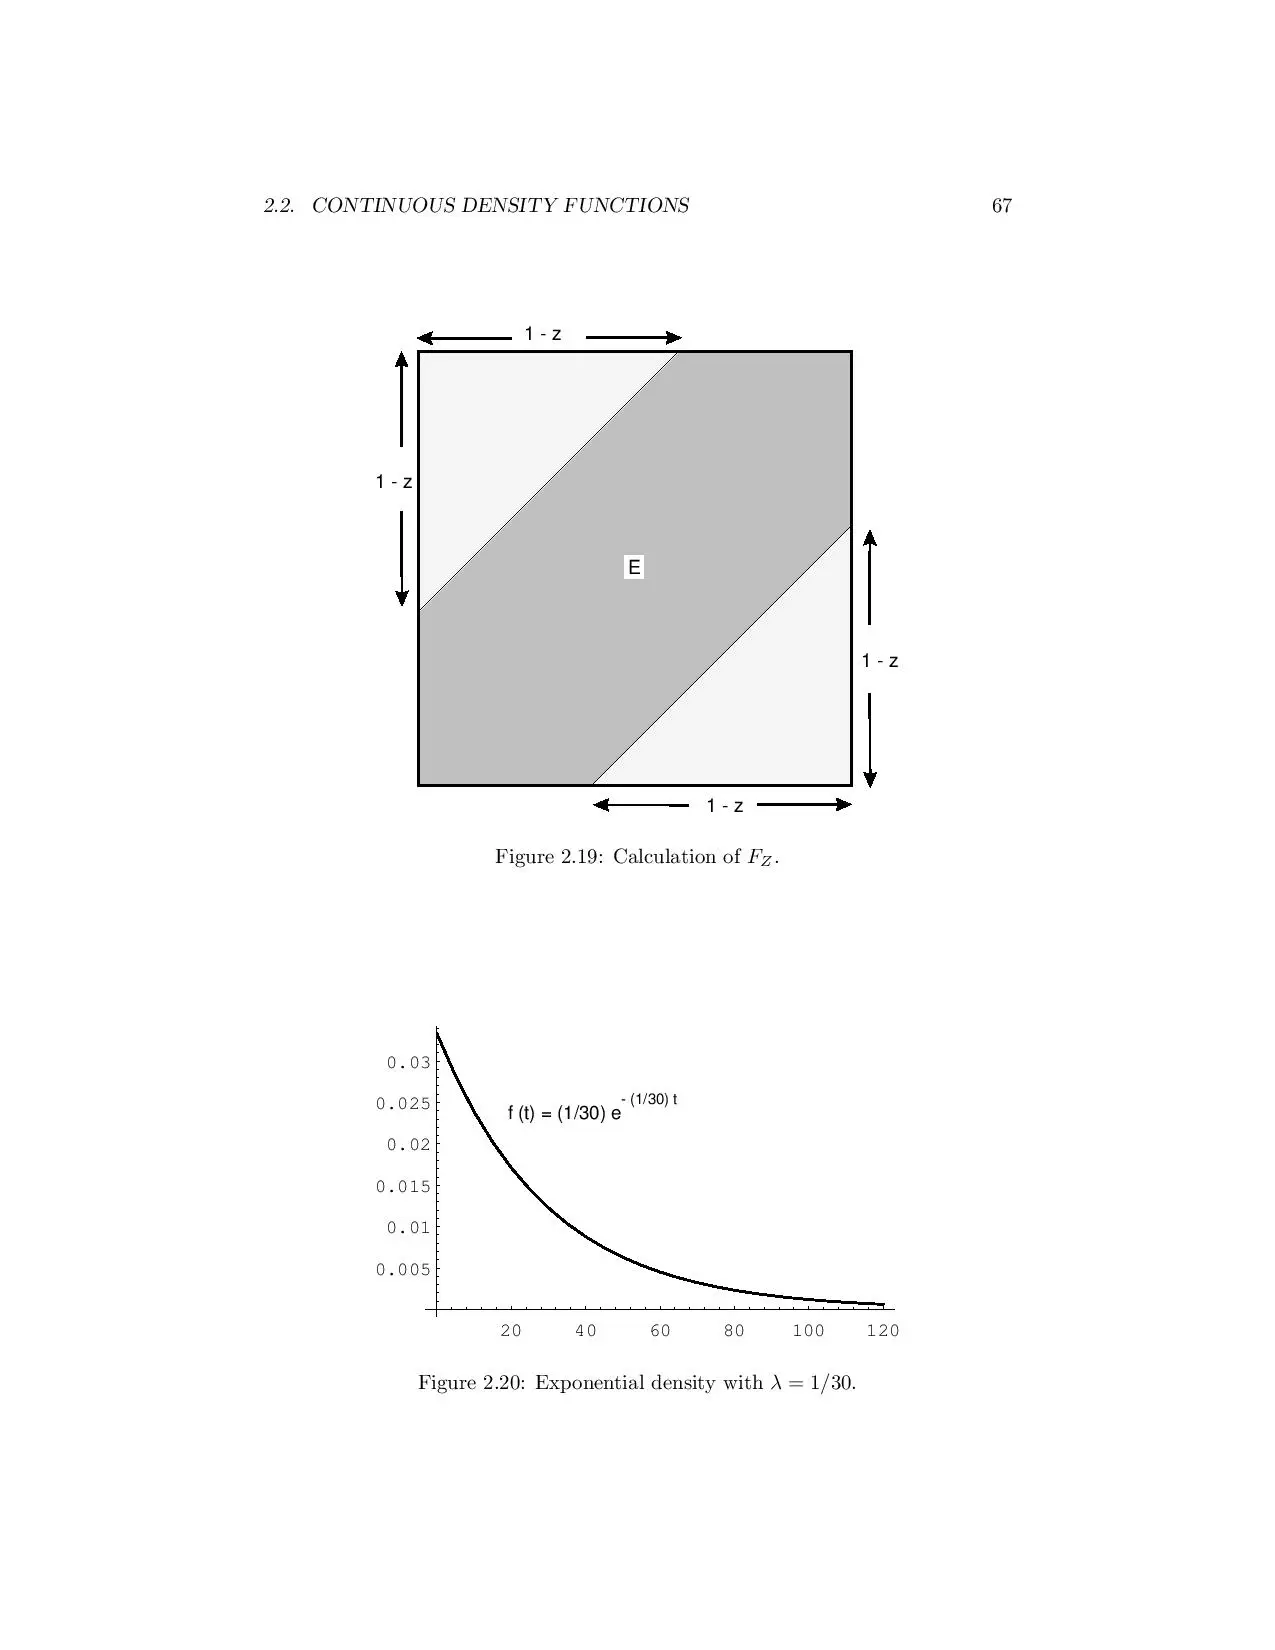 2.2. CONTINUOUS DENSITY FUNCTIONS 67
1 - z
1 - z
E
1 - z
1 - z
Figure 2.19: Calculation of F_Z.
0.03
0.025
f (t) = (1/30) e^{- (1/30) t}
0.02
0.015
0.01
0.005
20 40 60 80 100 120
Figure 2.20: Exponential density with λ = 1/30.